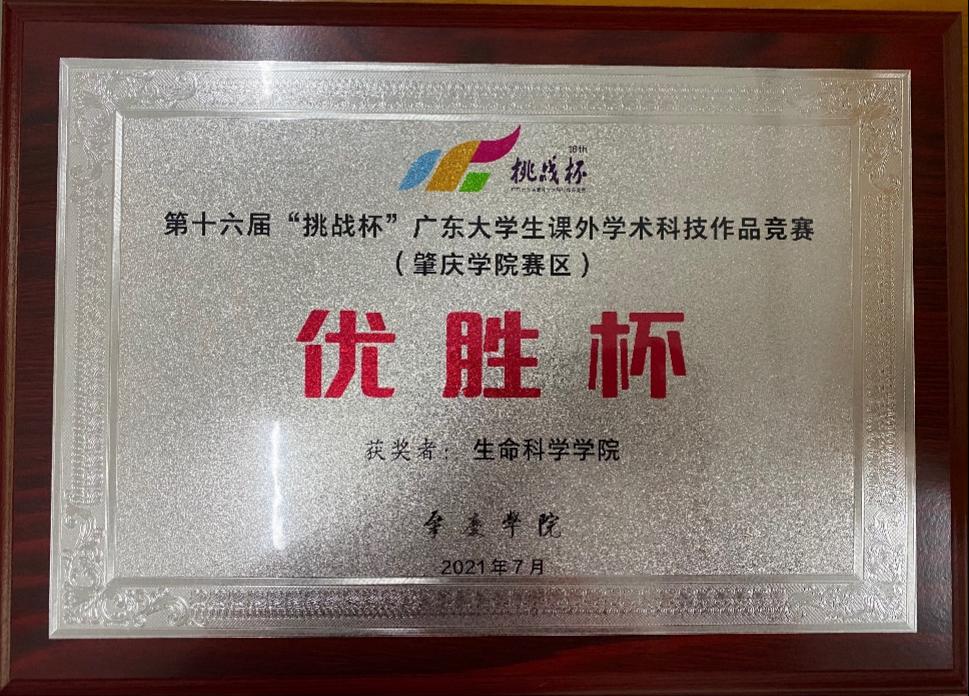 16th
挑战杯
第十六届“挑战杯”广东大学生课外学术科技作品竞赛
（肇庆学院赛区）
优胜杯
获奖者：生命科学学院
肇庆学院
2021年7月